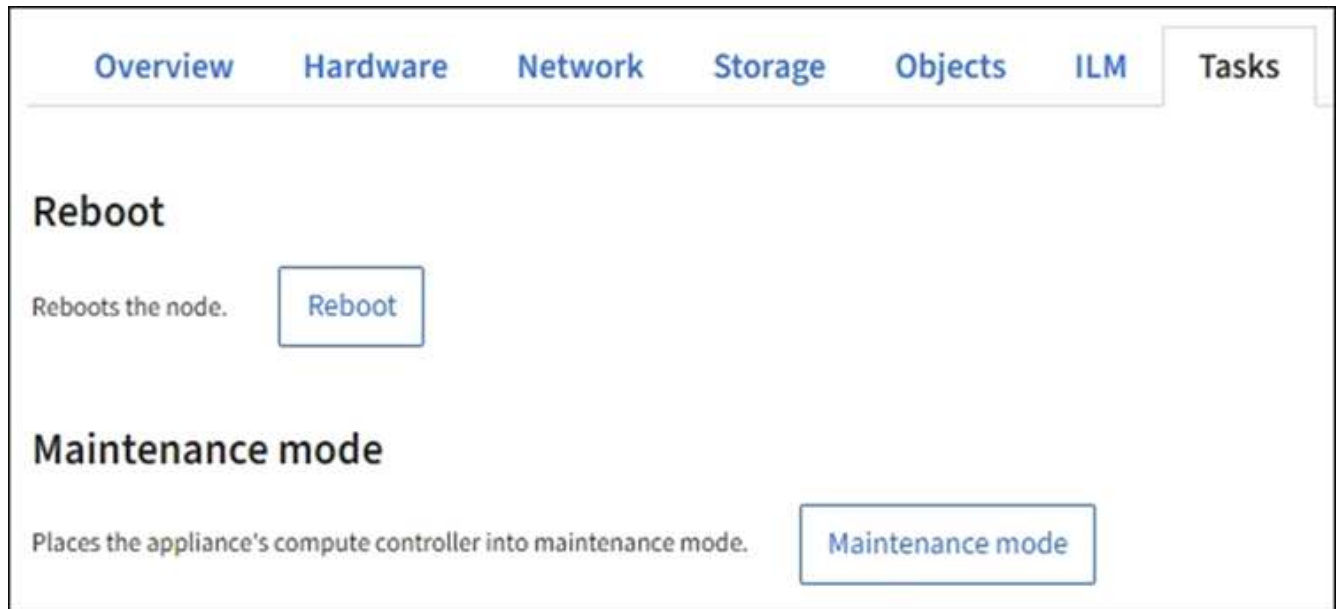 Overview Hardware Network Storage Objects ILM Tasks
Reboot
Reboots the node. Reboot
Maintenance mode
Places the appliance's compute controller into maintenance mode. Maintenance mode